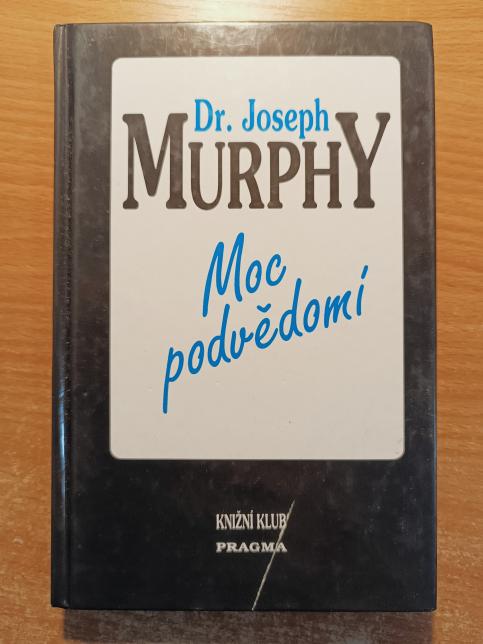 Dr. Joseph
MURPHY
Moc
podvědomí
KNIŽNÍ KLUB
PRAGMA